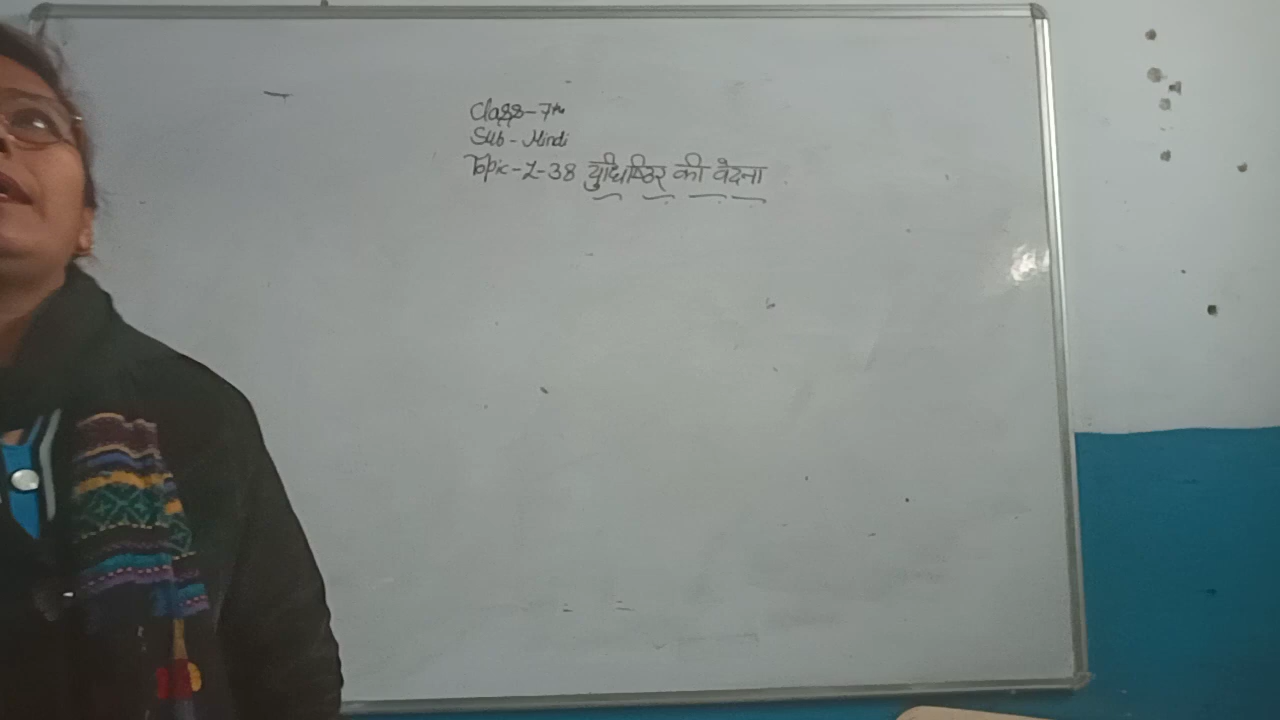 Class-7th
Sub - Hindi
Topic-L-38 युधिष्ठिर की वेदना